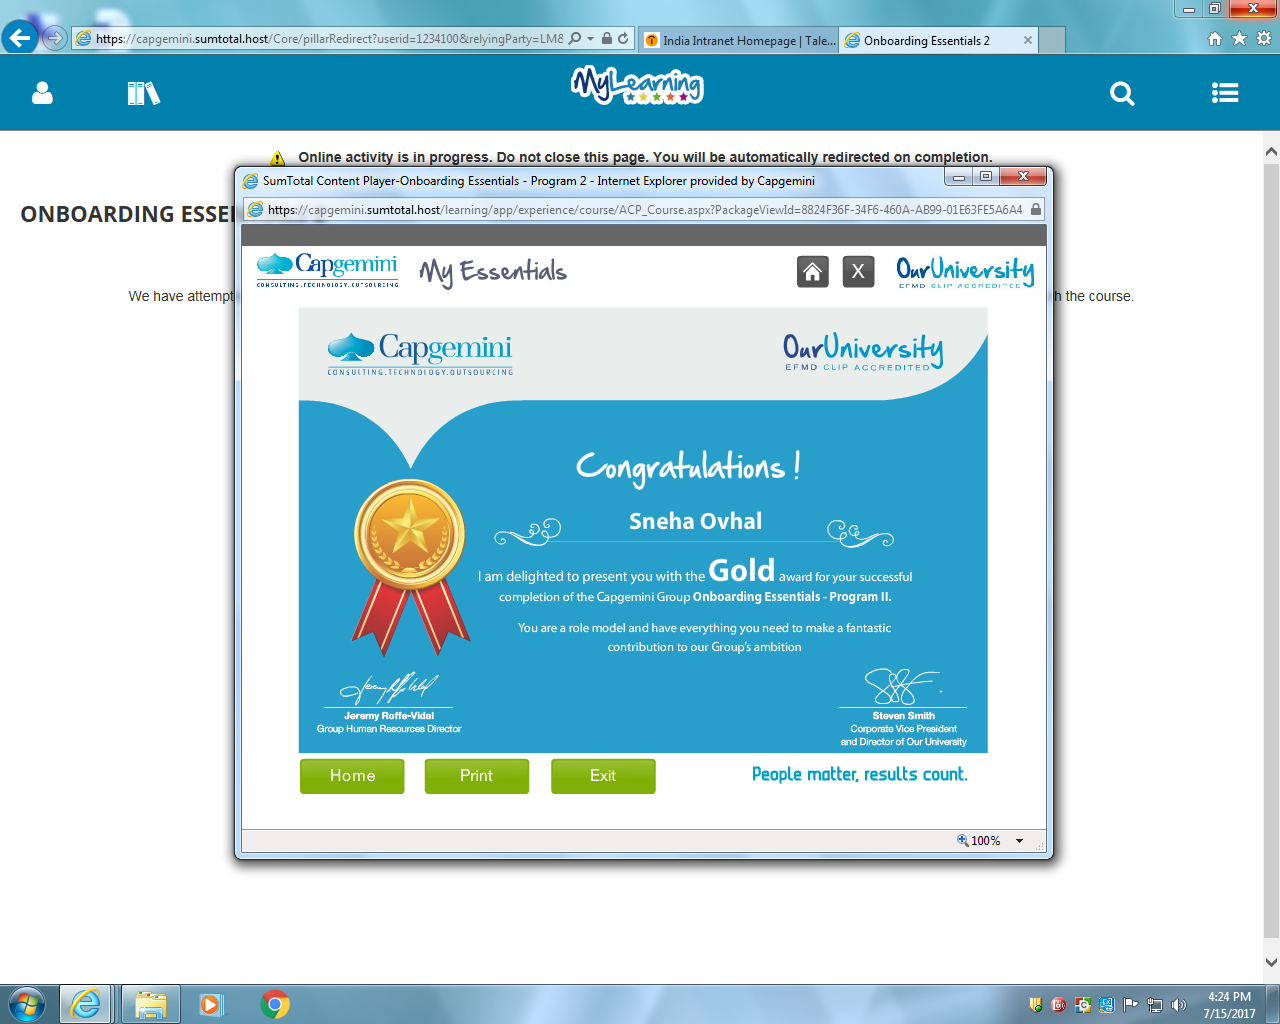 https://capgemini.sumtotal.host/Core/pillarRedirect?userid=1234100&relyingParty=LM&
India Intranet Homepage | Tale...
Onboarding Essentials 2
MyLearning
Online activity is in progress. Do not close this page. You will be automatically redirected on completion.
SumTotal Content Player-Onboarding Essentials - Program 2 - Internet Explorer provided by Capgemini
https://capgemini.sumtotal.host/learning/app/experience/course/ACP_Course.aspx?PackageViewId=8824F36F-34F6-460A-AB99-01E63FE5A6A4
ONBOARDING ESSE
Capgemini
CONSULTING.TECHNOLOGY.OUTSOURCING
My Essentials
X
OurUniversity
EFMD CLIP ACCREDITED
We have attempt
h the course.
Capgemini
CONSULTING.TECHNOLOGY.OUTSOURCING
OurUniversity
EFMD CLIP ACCREDITED
Congratulations !
Sneha Ovhal
I am delighted to present you with the Gold award for your successful
completion of the Capgemini Group Onboarding Essentials - Program II.
You are a role model and have everything you need to make a fantastic
contribution to our Group's ambition
Jeremy Roffe-Vidal
Group Human Resources Director
Steven Smith
Corporate Vice President
and Director of Our University
Home
Print
Exit
People matter, results count.
100%
4:24 PM
7/15/2017